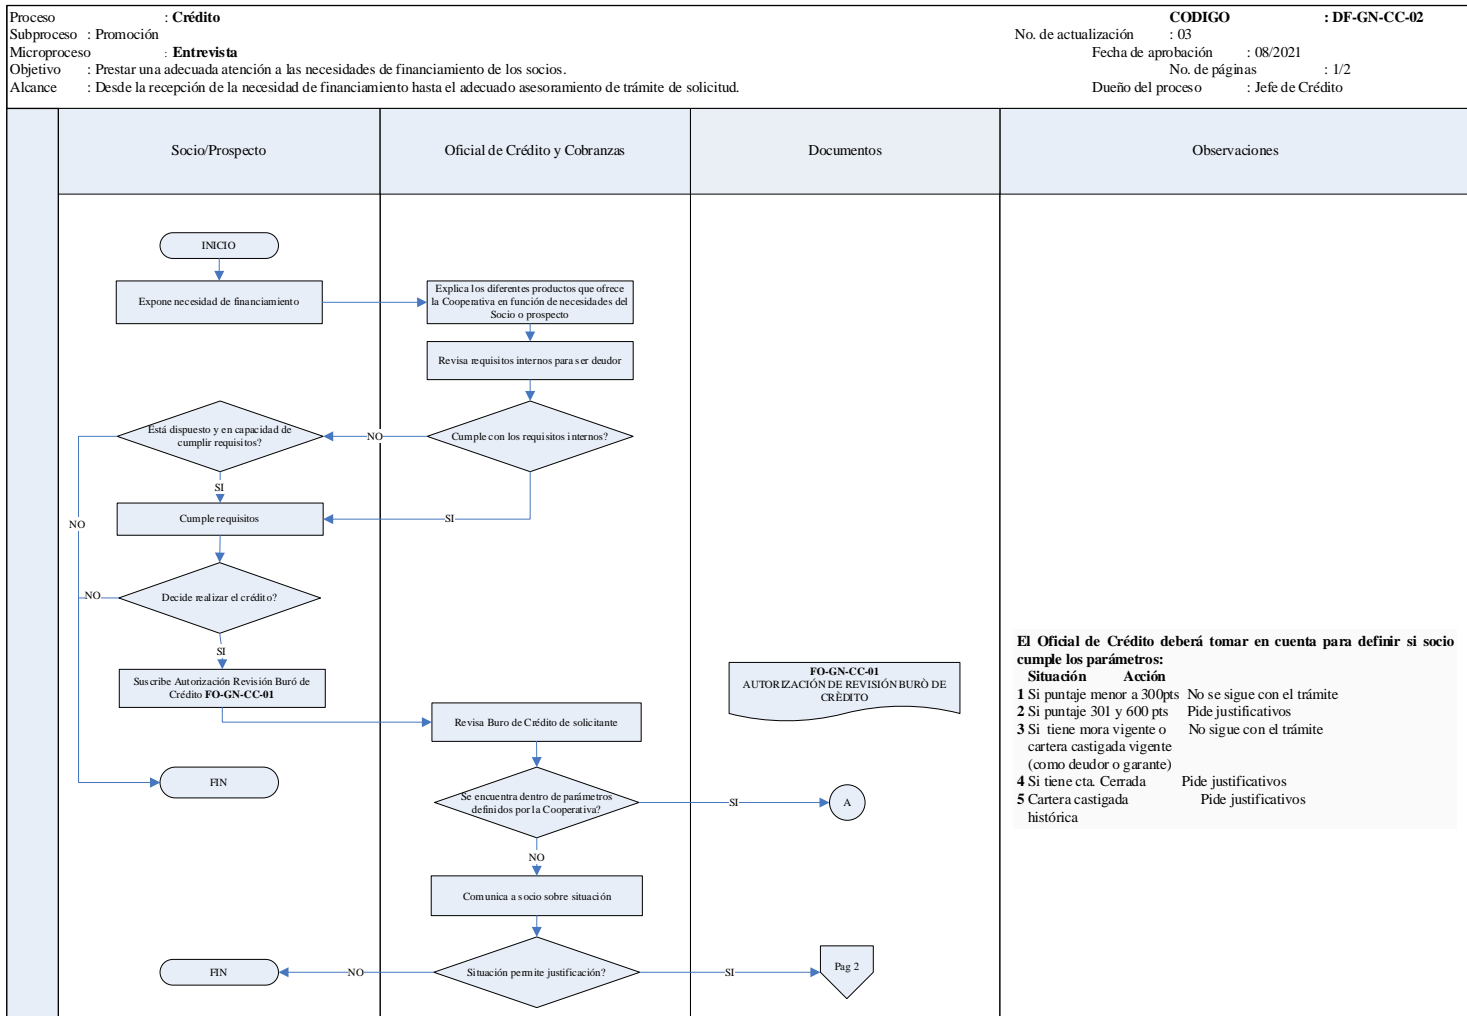 Proceso : Crédito
CODIGO : DF-GN-CC-02
Subproceso : Promoción
No. de actualización : 03
Microproceso : Entrevista
Fecha de aprobación : 08/2021
Objetivo : Prestar una adecuada atención a las necesidades de financiamiento de los socios.
No. de páginas : 1/2
Alcance : Desde la recepción de la necesidad de financiamiento hasta el adecuado asesoramiento de trámite de solicitud.
Dueño del proceso : Jefe de Crédito
Socio/Prospecto
Oficial de Crédito y Cobranzas
Documentos
Observaciones
INICIO
Expone necesidad de financiamiento
Explica los diferentes productos que ofrece
la Cooperativa en función de necesidades del
Socio o prospecto
Revisa requisitos internos para ser deudor
Cumple con los requisitos internos?
NO
Está dispuesto y en capacidad de
cumplir requisitos?
SI
SI
NO
Cumple requisitos
Decide realizar el crédito?
NO
SI
Suscribe Autorización Revisión Buró de
Crédito FO-GN-CC-01
FO-GN-CC-01
AUTORIZACIÓN DE REVISIÓN BURÒ DE
CRÈDITO
Revisa Buro de Crédito de solicitante
FIN
Se encuentra dentro de parámetros
definidos por la Cooperativa?
SI
A
NO
Comunica a socio sobre situación
Situación permite justificación?
NO
FIN
SI
Pag 2
El Oficial de Crédito deberá tomar en cuenta para definir si socio
cumple los parámetros:
Situación Acción
1 Si puntaje menor a 300pts No se sigue con el trámite
2 Si puntaje 301 y 600 pts Pide justificativos
3 Si tiene mora vigente o No sigue con el trámite
cartera castigada vigente
(como deudor o garante)
4 Si tiene cta. Cerrada Pide justificativos
5 Cartera castigada Pide justificativos
histórica